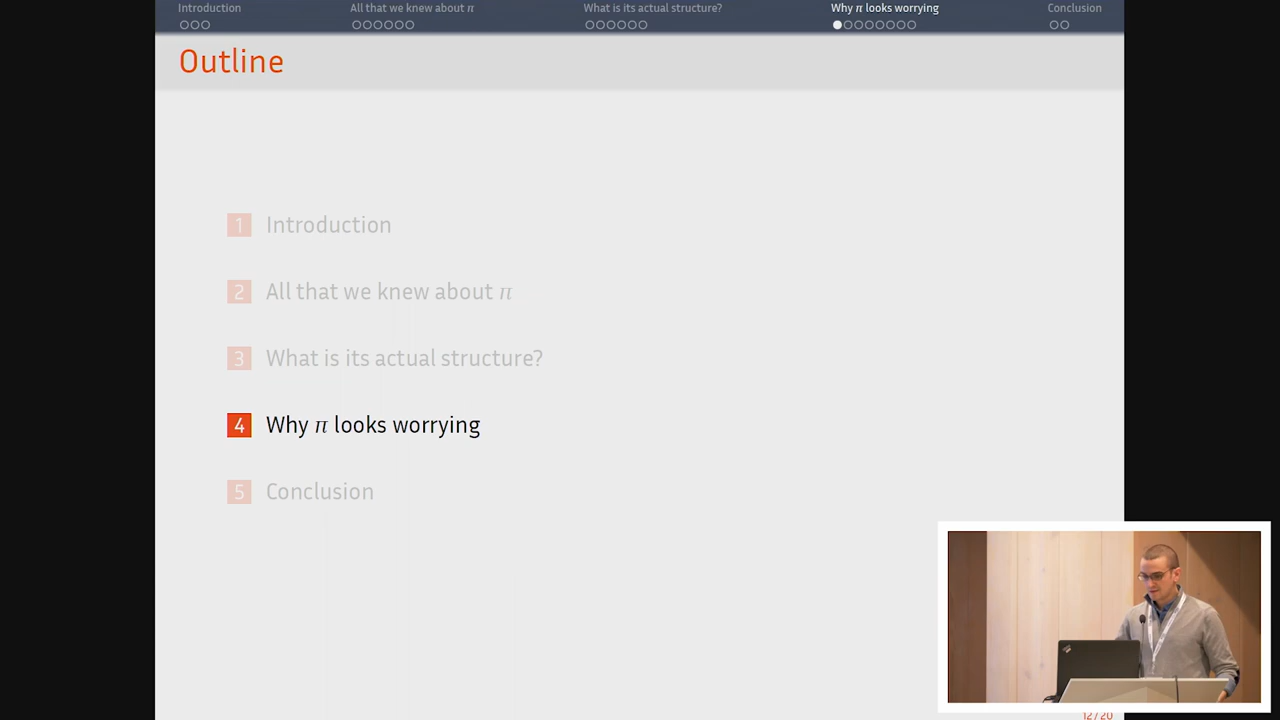 Introduction
All that we knew about π
What is its actual structure?
Why π looks worrying
Conclusion
Outline
1 Introduction
2 All that we knew about π
3 What is its actual structure?
4 Why π looks worrying
5 Conclusion
12/20